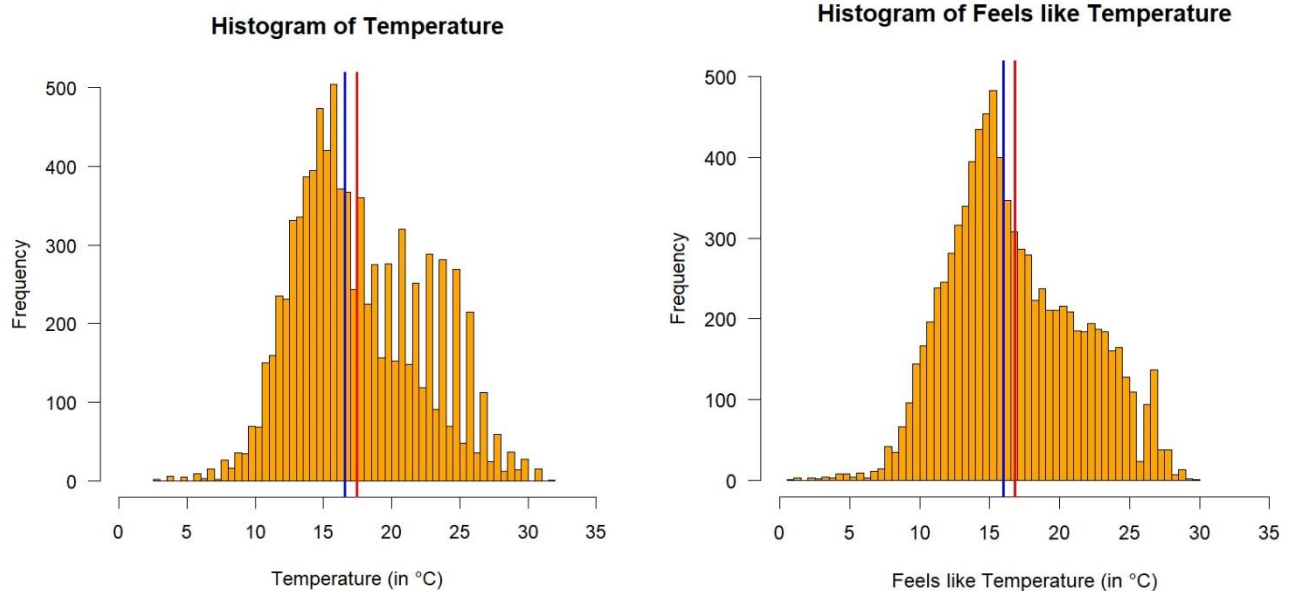 Histogram of Temperature
Frequency
500
400
300
200
100
0
0 5 10 15 20 25 30 35
Temperature (in °C)
Histogram of Feels like Temperature
Frequency
500
400
300
200
100
0
0 5 10 15 20 25 30 35
Feels like Temperature (in °C)